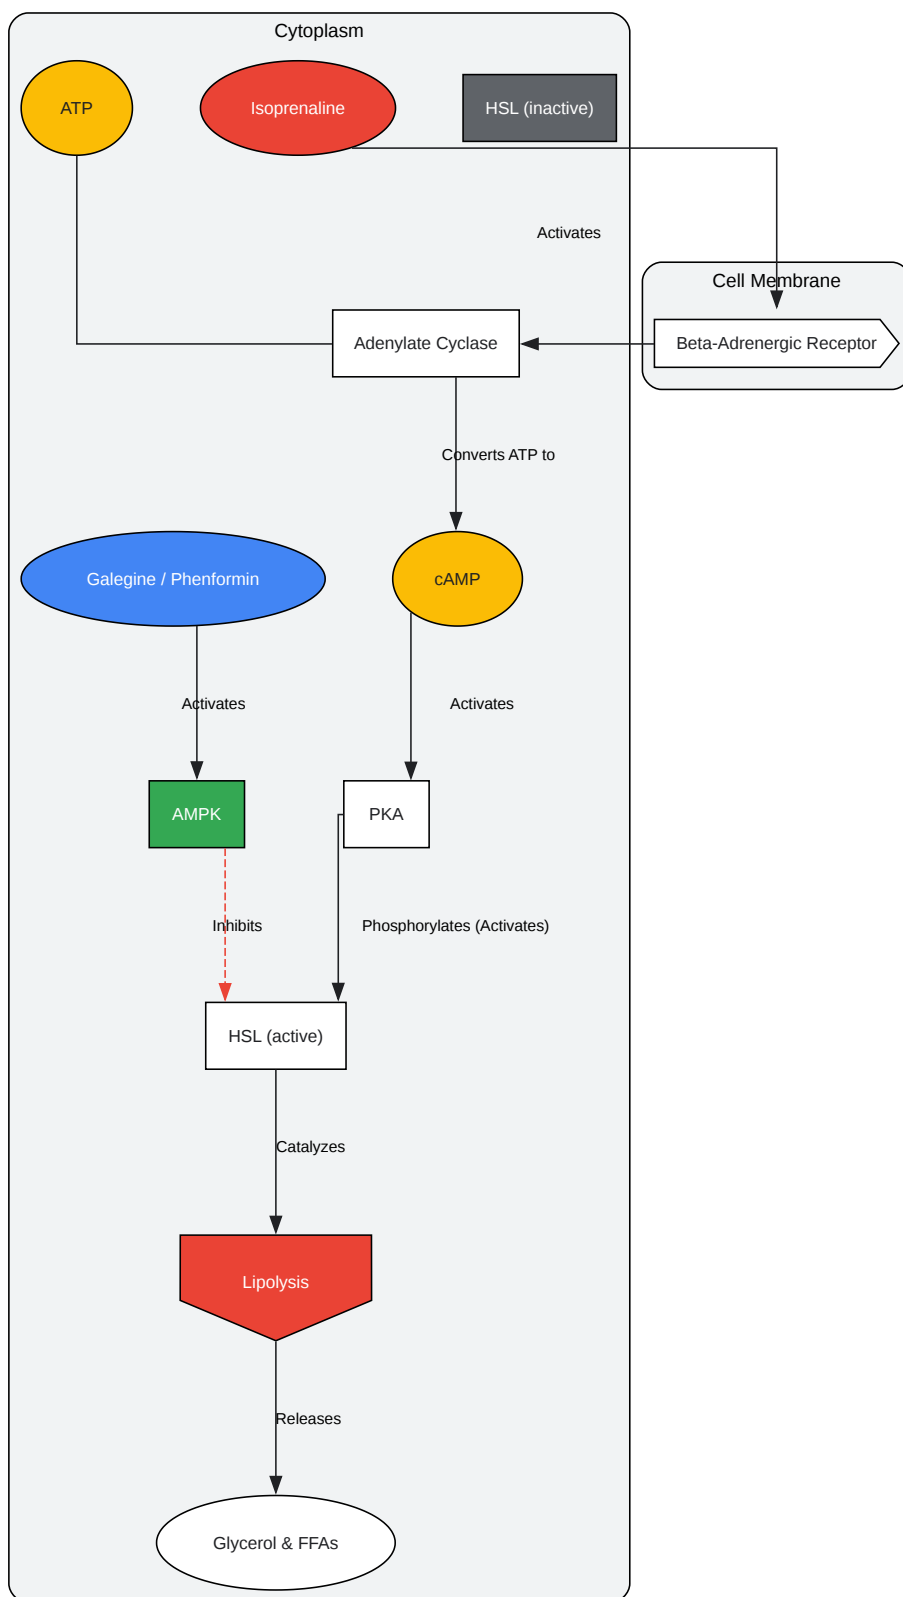 Cytoplasm
ATP
Isoprenaline
HSL (inactive)
Activates
Cell Membrane
Adenylate Cyclase
Beta-Adrenergic Receptor
Converts ATP to
Galegine / Phenformin
cAMP
Activates
Activates
AMPK
PKA
Inhibits
Phosphorylates (Activates)
HSL (active)
Catalyzes
Lipolysis
Releases
Glycerol & FFAs